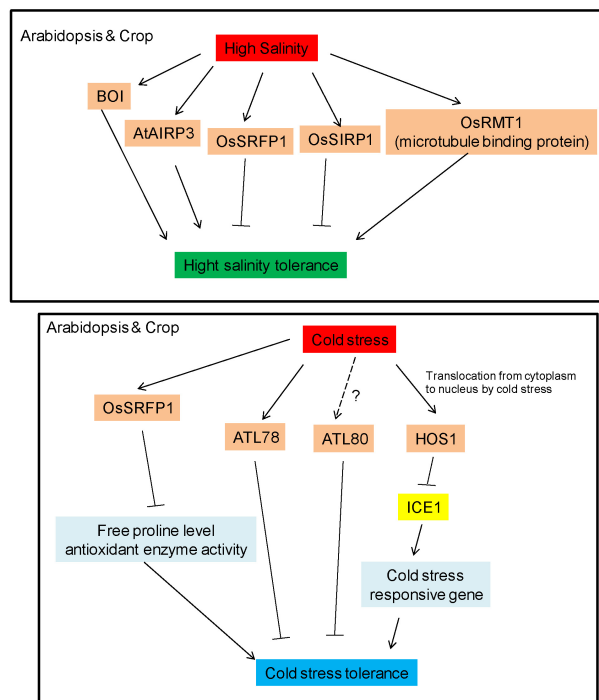 Arabidopsis & Crop
High Salinity
BOI
AtAIRP3
OsSRFP1
OsSIRP1
OsRMT1
(microtubule binding protein)
Hight salinity tolerance
Arabidopsis & Crop
Cold stress
Translocation from cytoplasm
to nucleus by cold stress
OsSRFP1
?
ATL78
ATL80
HOS1
ICE1
Free proline level
antioxidant enzyme activity
Cold stress
responsive gene
Cold stress tolerance